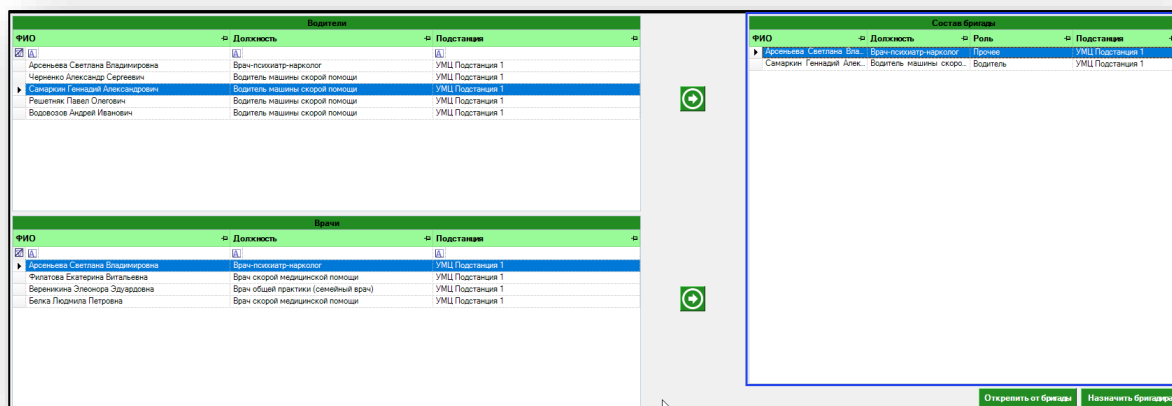 Водители
ФИО Должность Подстанция
Арсеньева Светлана Владимировна Врач-психиатр-нарколог УМЦ Подстанция 1
Черненко Александр Сергеевич Водитель машины скорой помощи УМЦ Подстанция 1
Самаркин Геннадий Александрович Водитель машины скорой помощи УМЦ Подстанция 1
Решетняк Павел Олегович Водитель машины скорой помощи УМЦ Подстанция 1
Водовозов Андрей Иванович Водитель машины скорой помощи УМЦ Подстанция 1
Врачи
ФИО Должность Подстанция
Арсеньева Светлана Владимировна Врач-психиатр-нарколог УМЦ Подстанция 1
Филатова Екатерина Витальевна Врач скорой медицинской помощи УМЦ Подстанция 1
Вереникина Элеонора Эдуардовна Врач общей практики (семейный врач) УМЦ Подстанция 1
Белка Людмила Петровна Врач скорой медицинской помощи УМЦ Подстанция 1
Состав бригады
ФИО Должность Роль Подстанция
Арсеньева Светлана Вла... Врач-психиатр-нарколог Прочее УМЦ Подстанция 1
Самаркин Геннадий Алек... Водитель машины скоро... Водитель УМЦ Подстанция 1
Открепить от бригады Назначить бригадира